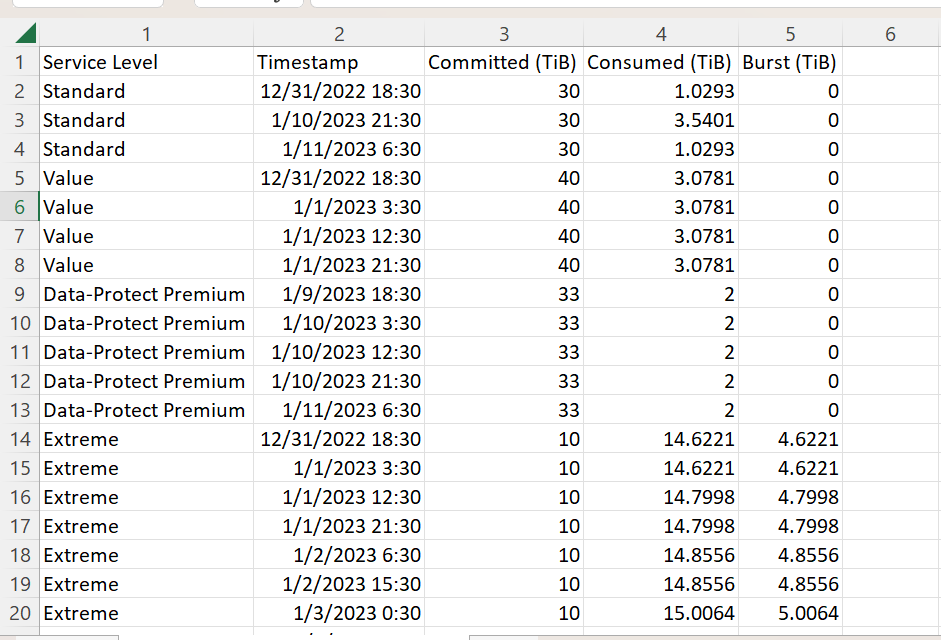 1 2 3 4 5 6
1 Service Level Timestamp Committed (TiB) Consumed (TiB) Burst (TiB)
2 Standard 12/31/2022 18:30 30 1.0293 0
3 Standard 1/10/2023 21:30 30 3.5401 0
4 Standard 1/11/2023 6:30 30 1.0293 0
5 Value 12/31/2022 18:30 40 3.0781 0
6 Value 1/1/2023 3:30 40 3.0781 0
7 Value 1/1/2023 12:30 40 3.0781 0
8 Value 1/1/2023 21:30 40 3.0781 0
9 Data-Protect Premium 1/9/2023 18:30 33 2 0
10 Data-Protect Premium 1/10/2023 3:30 33 2 0
11 Data-Protect Premium 1/10/2023 12:30 33 2 0
12 Data-Protect Premium 1/10/2023 21:30 33 2 0
13 Data-Protect Premium 1/11/2023 6:30 33 2 0
14 Extreme 12/31/2022 18:30 10 14.6221 4.6221
15 Extreme 1/1/2023 3:30 10 14.6221 4.6221
16 Extreme 1/1/2023 12:30 10 14.7998 4.7998
17 Extreme 1/1/2023 21:30 10 14.7998 4.7998
18 Extreme 1/2/2023 6:30 10 14.8556 4.8556
19 Extreme 1/2/2023 15:30 10 14.8556 4.8556
20 Extreme 1/3/2023 0:30 10 15.0064 5.0064